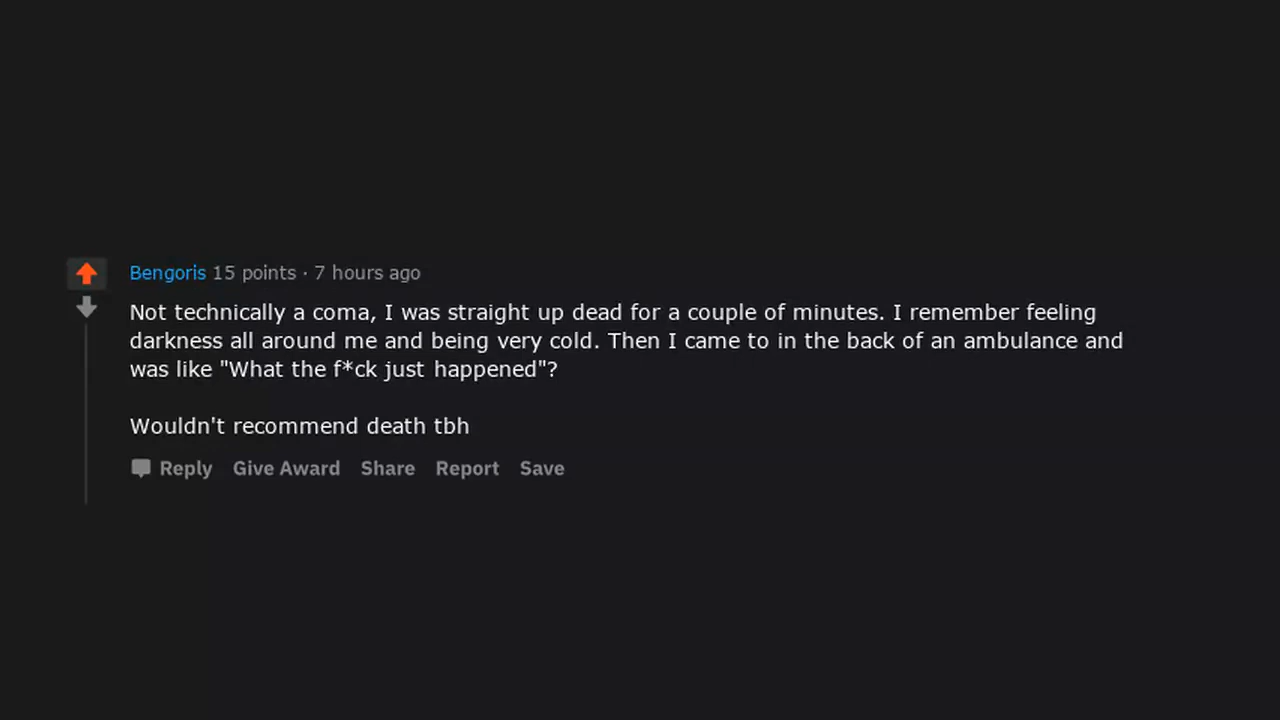 Bengoris 15 points · 7 hours ago
Not technically a coma, I was straight up dead for a couple of minutes. I remember feeling
darkness all around me and being very cold. Then I came to in the back of an ambulance and
was like "What the f*ck just happened"?
Wouldn't recommend death tbh
Reply Give Award Share Report Save